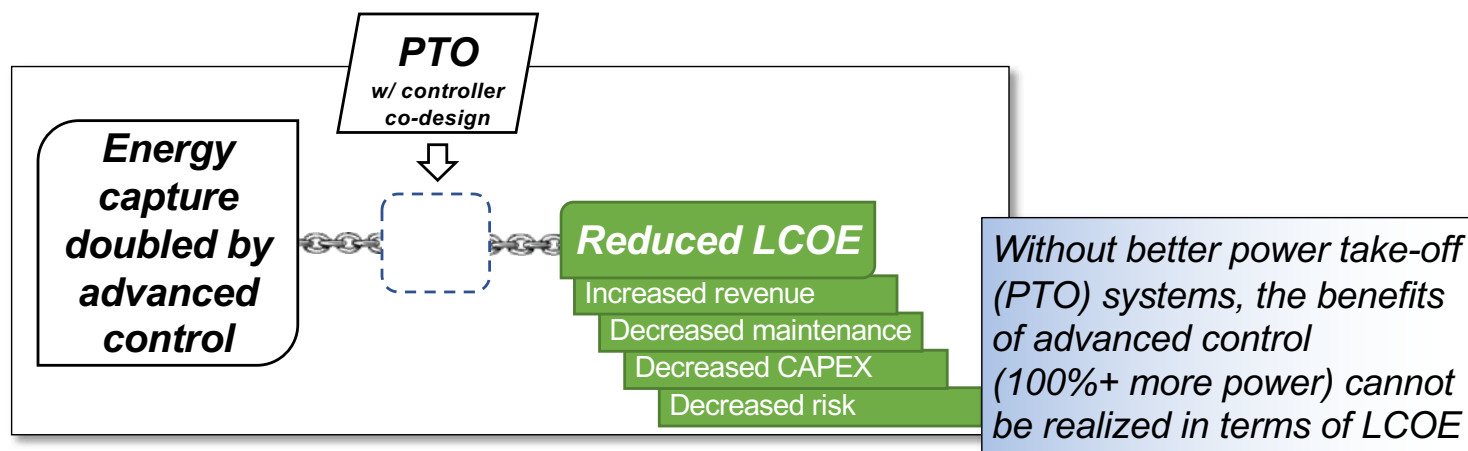 PTO
w/ controller
co-design
Energy
capture
doubled by
advanced
control
Reduced LCOE
Increased revenue
Decreased maintenance
Decreased CAPEX
Decreased risk
Without better power take-off
(PTO) systems, the benefits
of advanced control
(100%+ more power) cannot
be realized in terms of LCOE